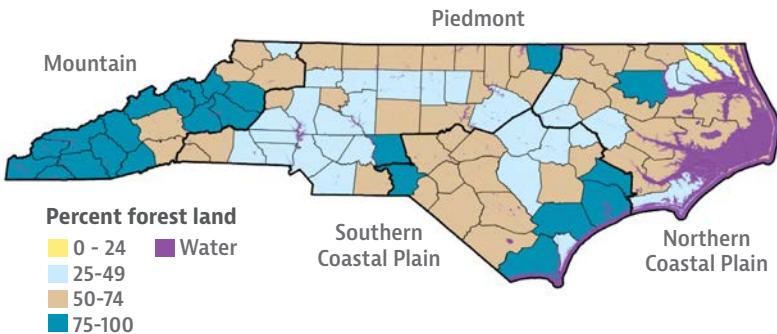 Piedmont
Mountain
Percent forest land
0 - 24
Water
25-49
50-74
75-100
Southern
Coastal Plain
Northern
Coastal Plain